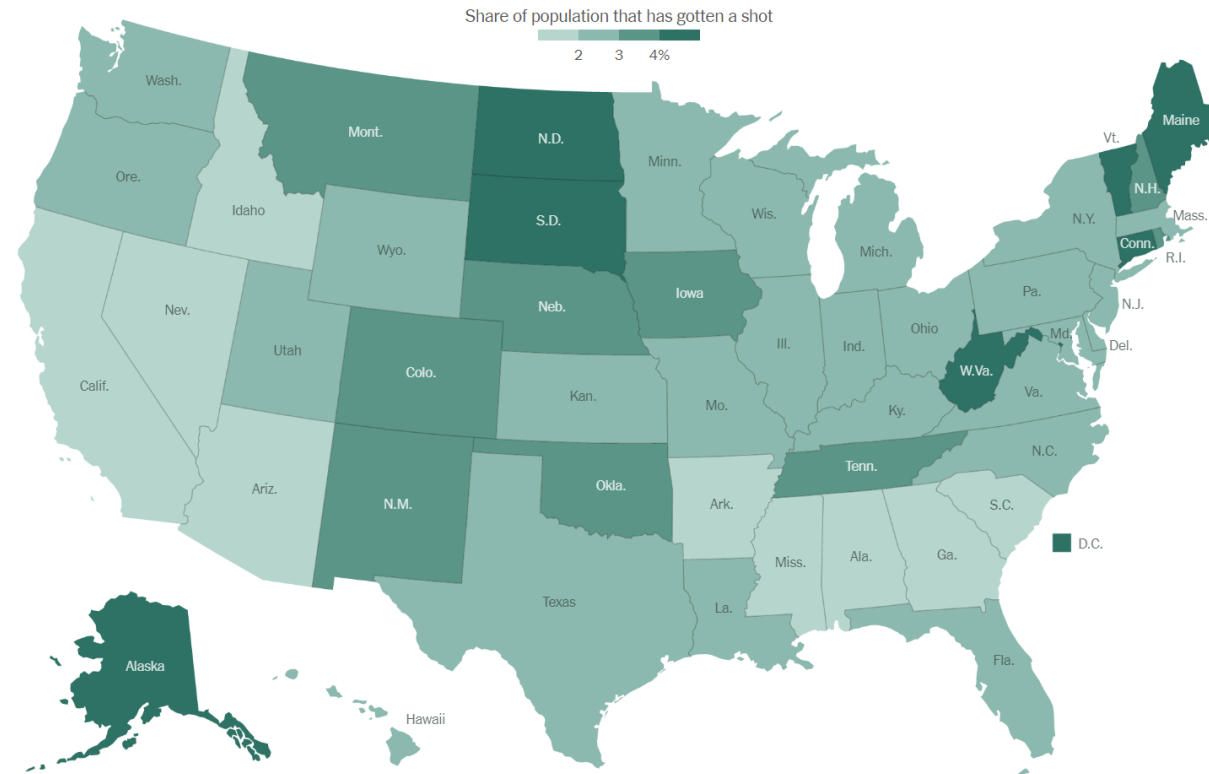 Share of population that has gotten a shot
2 3 4%
Wash.
Mont.
N.D.
Minn.
Vt.
Maine
Ore.
Idaho
S.D.
Wis.
Mich.
N.Y.
N.H.
Mass.
Wyo.
Conn.
R.I.
Nev.
Utah
Neb.
Iowa
Ill.
Ind.
Ohio
Pa.
N.J.
Md.
Del.
Calif.
Colo.
Kan.
Mo.
W.Va.
Ky.
Va.
Ariz.
N.M.
Okla.
Ark.
Tenn.
N.C.
S.C.
Texas
La.
Miss.
Ala.
Ga.
D.C.
Alaska
Hawaii
Fla.